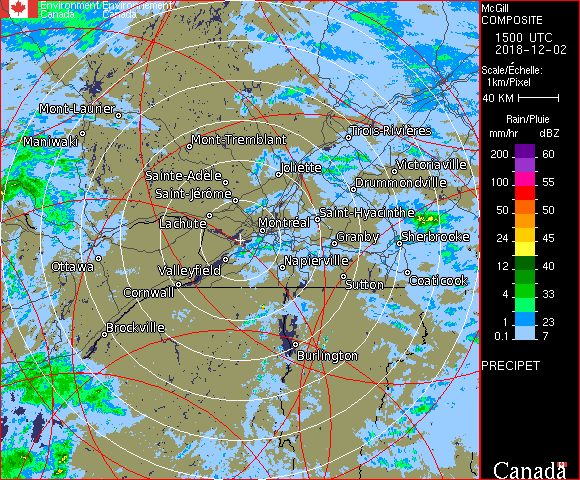 Environment Environnement
Canada Canada
McGill
COMPOSITE
1500 UTC
2018-12-02
Scale/Échelle:
1km/Pixel
40 KM
Rain/Pluie
mm/hr dBZ
200 60
100 55
50 50
24 45
12 40
4 33
1 23
0.1 7
PRECIPET
Canada
Mont-Laurier
Maniwaki
Mont-Tremblant
Trois-Rivières
Joliette
Victoriaville
Sainte-Adèle
Drummondville
Saint-Jérôme
Lachute
Saint-Hyacinthe
Montréal
Granby
Sherbrooke
Ottawa
Valleyfield
Napierville
Cornwall
Sutton
Coaticook
Brockville
Burlington